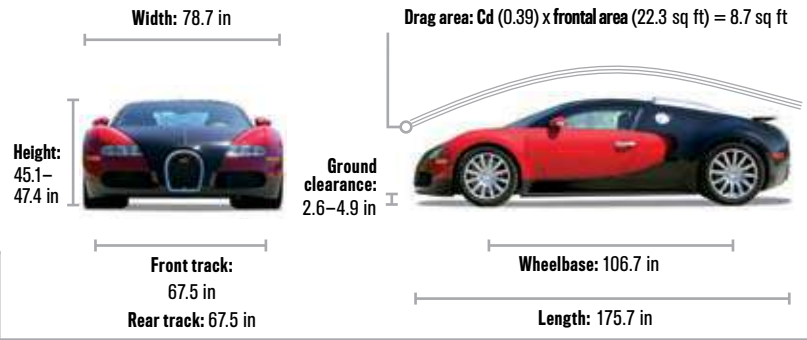 Width: 78.7 in
Drag area: Cd (0.39) x frontal area (22.3 sq ft) = 8.7 sq ft
Height:
45.1–
47.4 in
Ground
clearance:
2.6–4.9 in
Front track:
67.5 in
Rear track: 67.5 in
Wheelbase: 106.7 in
Length: 175.7 in